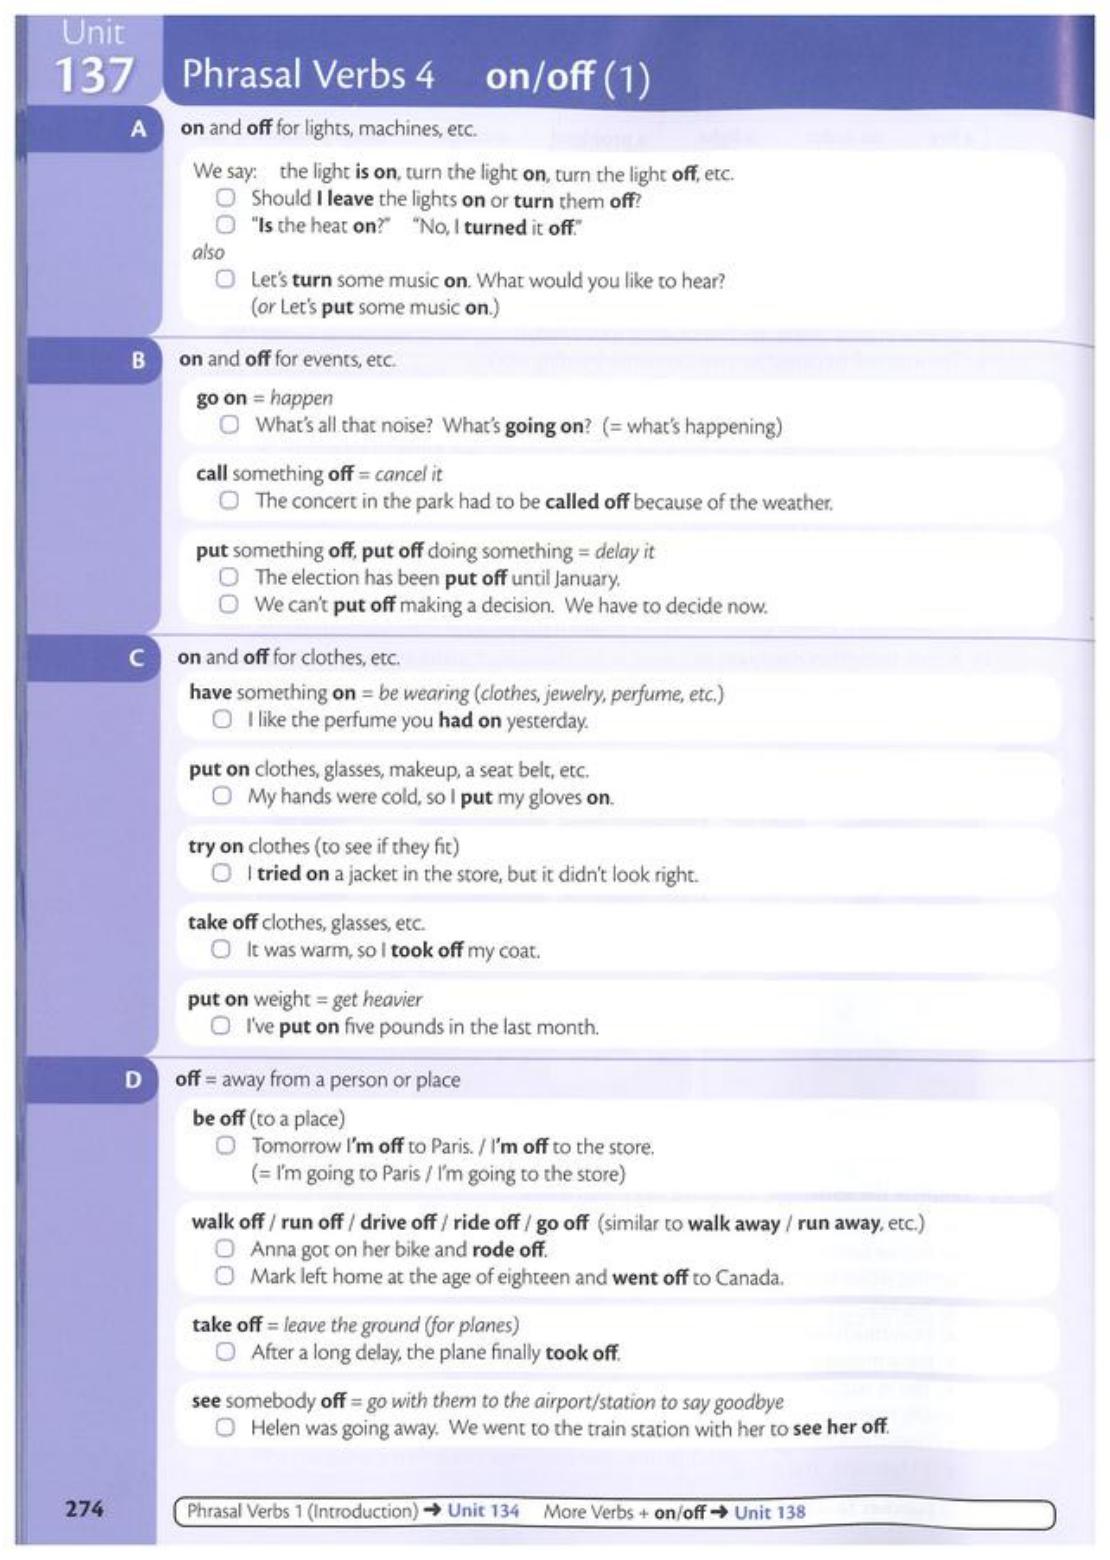 Unit
137
Phrasal Verbs 4 on/off (1)
A
on and off for lights, machines, etc.
We say: the light is on, turn the light on, turn the light off, etc.
Should I leave the lights on or turn them off?
"Is the heat on?" "No, I turned it off."
also
Let's turn some music on. What would you like to hear?
(or Let's put some music on.)
B
on and off for events, etc.
go on = happen
What's all that noise? What's going on? (= what's happening)
call something off = cancel it
The concert in the park had to be called off because of the weather.
put something off, put off doing something = delay it
The election has been put off until January.
We can't put off making a decision. We have to decide now.
C
on and off for clothes, etc.
have something on = be wearing (clothes, jewelry, perfume, etc.)
I like the perfume you had on yesterday.
put on clothes, glasses, makeup, a seat belt, etc.
My hands were cold, so I put my gloves on.
try on clothes (to see if they fit)
I tried on a jacket in the store, but it didn't look right.
take off clothes, glasses, etc.
It was warm, so I took off my coat.
put on weight = get heavier
I've put on five pounds in the last month.
D
off = away from a person or place
be off (to a place)
Tomorrow I'm off to Paris. / I'm off to the store.
(= I'm going to Paris / I'm going to the store)
walk off / run off / drive off / ride off / go off (similar to walk away / run away, etc.)
Anna got on her bike and rode off.
Mark left home at the age of eighteen and went off to Canada.
take off = leave the ground (for planes)
After a long delay, the plane finally took off.
see somebody off = go with them to the airport/station to say goodbye
Helen was going away. We went to the train station with her to see her off.
274
Phrasal Verbs 1 (Introduction) → Unit 134 More Verbs + on/off → Unit 138